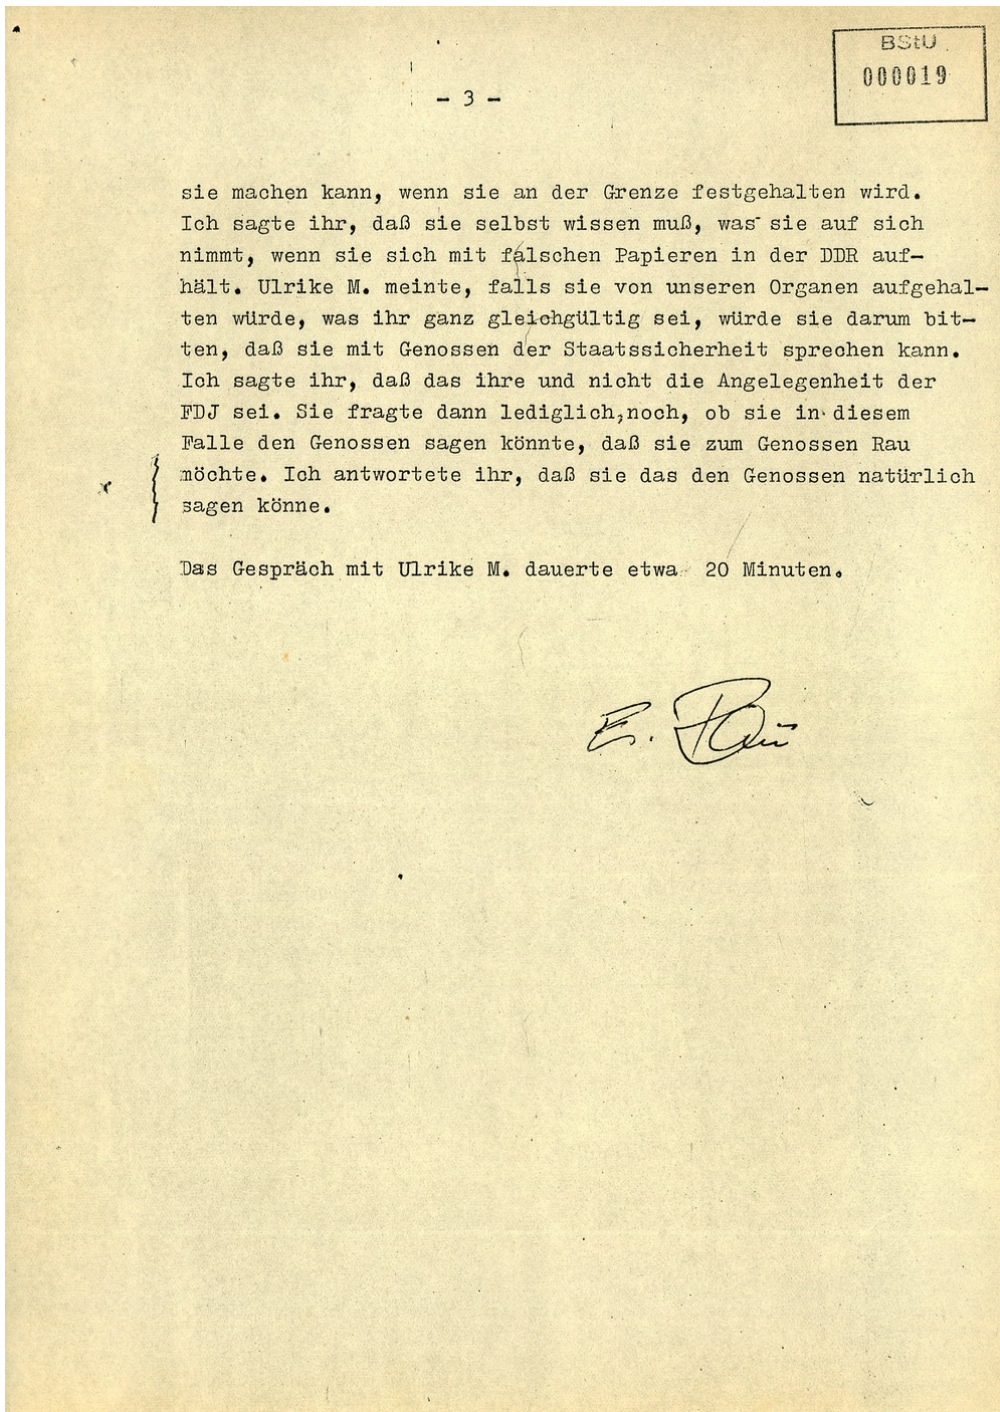 BStU
000019
- 3 -
sie machen kann, wenn sie an der Grenze festgehalten wird.
Ich sagte ihr, daß sie selbst wissen muß, was sie auf sich
nimmt, wenn sie sich mit falschen Papieren in der DDR auf-
hält. Ulrike M. meinte, falls sie von unseren Organen aufgehal-
ten würde, was ihr ganz gleichgültig sei, würde sie darum bit-
ten, daß sie mit Genossen der Staatssicherheit sprechen kann.
Ich sagte ihr, daß das ihre und nicht die Angelegenheit der
FDJ sei. Sie fragte dann lediglich, noch, ob sie in diesem
Falle den Genossen sagen könnte, daß sie zum Genossen Rau
möchte. Ich antwortete ihr, daß sie das den Genossen natürlich
sagen könne.
Das Gespräch mit Ulrike M. dauerte etwa 20 Minuten.
E. Rau